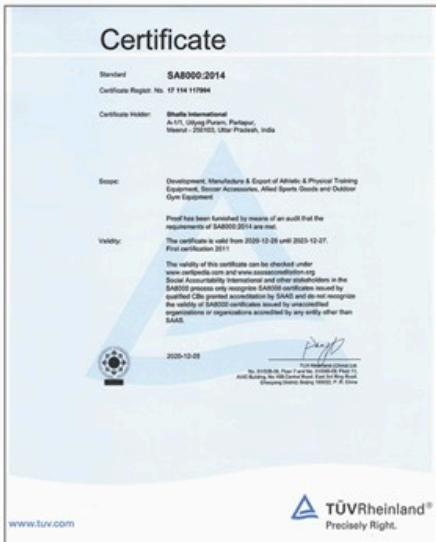 Certificate
Standard SA8000:2014
Certificate Registr. No. 17 114 117994
Certificate Holder: Bhalla International
A-1/1, Udyog Puram, Partapur,
Meerut - 250103, Uttar Pradesh, India
Scope: Development, Manufacture & Export of Athletic & Physical Training
Equipment, Soccer Accessories, Allied Sports Goods and Outdoor
Gym Equipment
Proof has been furnished by means of an audit that the
requirements of SA8000:2014 are met.
Validity: The certificate is valid from 2020-12-28 until 2023-12-27.
First certification 2011
The validity of this certificate can be checked under
www.certipedia.com and www.saasaccreditation.org
Social Accountability International and other stakeholders in the
SA8000 process only recognize SA8000 certificates issued by
qualified CBs granted accreditation by SAAS and do not recognize
the validity of SA8000 certificates issued by unaccredited
organizations or organizations accredited by any entity other than
SAAS.
2020-12-28
TÜV Rheinland (China) Ltd.
www.tuv.com
TÜVRheinland®
Precisely Right.